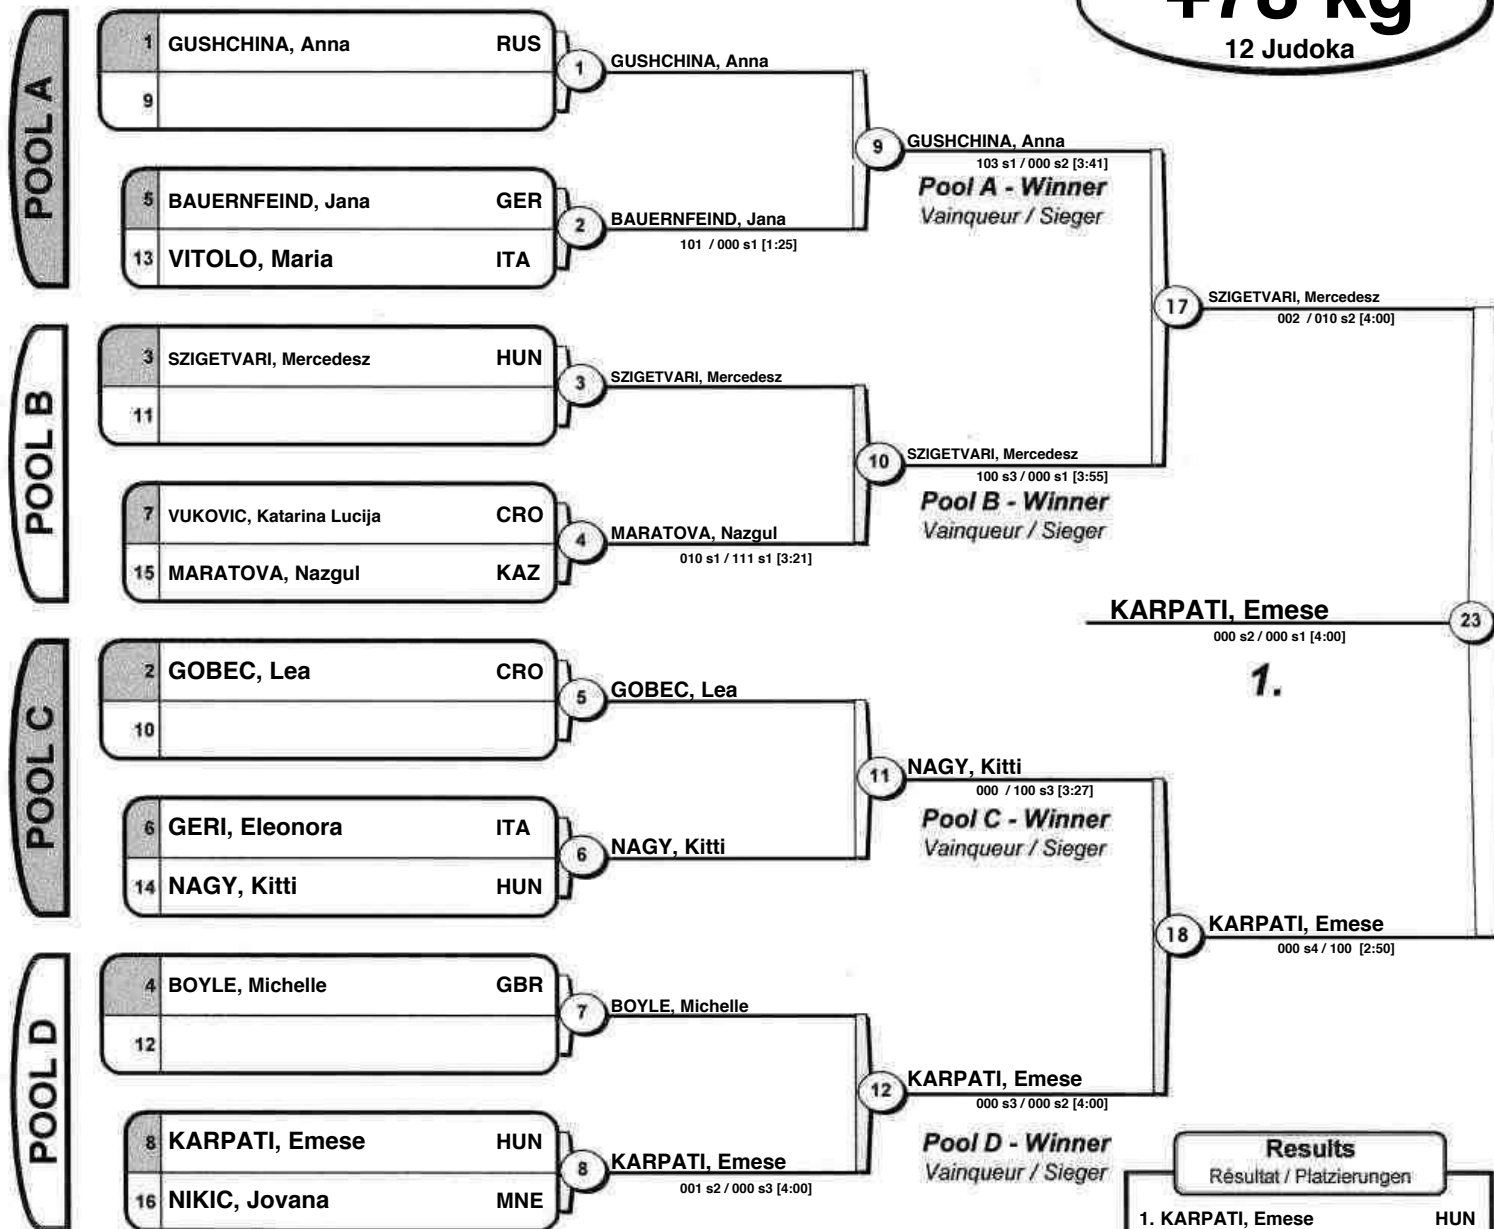 +78 kg
12 Judoka
POOL A
1 GUSHCHINA, Anna RUS
9
1 GUSHCHINA, Anna
5 BAUERNFEIND, Jana GER
13 VITOLO, Maria ITA
2 BAUERNFEIND, Jana
101 / 000 s1 [1:25]
9 GUSHCHINA, Anna
103 s1 / 000 s2 [3:41]
Pool A - Winner
Vainqueur / Sieger
POOL B
3 SZIGETVARI, Mercedesz HUN
11
3 SZIGETVARI, Mercedesz
7 VUKOVIC, Katarina Lucija CRO
15 MARATOVA, Nazgul KAZ
4 MARATOVA, Nazgul
010 s1 / 111 s1 [3:21]
10 SZIGETVARI, Mercedesz
100 s3 / 000 s1 [3:55]
Pool B - Winner
Vainqueur / Sieger
17 SZIGETVARI, Mercedesz
002 / 010 s2 [4:00]
KARPATI, Emese 23
000 s2 / 000 s1 [4:00]
1.
POOL C
2 GOBEC, Lea CRO
10
5 GOBEC, Lea
6 GERI, Eleonora ITA
14 NAGY, Kitti HUN
6 NAGY, Kitti
11 NAGY, Kitti
000 / 100 s3 [3:27]
Pool C - Winner
Vainqueur / Sieger
18 KARPATI, Emese
000 s4 / 100 [2:50]
POOL D
4 BOYLE, Michelle GBR
12
7 BOYLE, Michelle
8 KARPATI, Emese HUN
16 NIKIC, Jovana MNE
8 KARPATI, Emese
001 s2 / 000 s3 [4:00]
12 KARPATI, Emese
000 s3 / 000 s2 [4:00]
Pool D - Winner
Vainqueur / Sieger
Results
Résultat / Platzierungen
1. KARPATI, Emese HUN